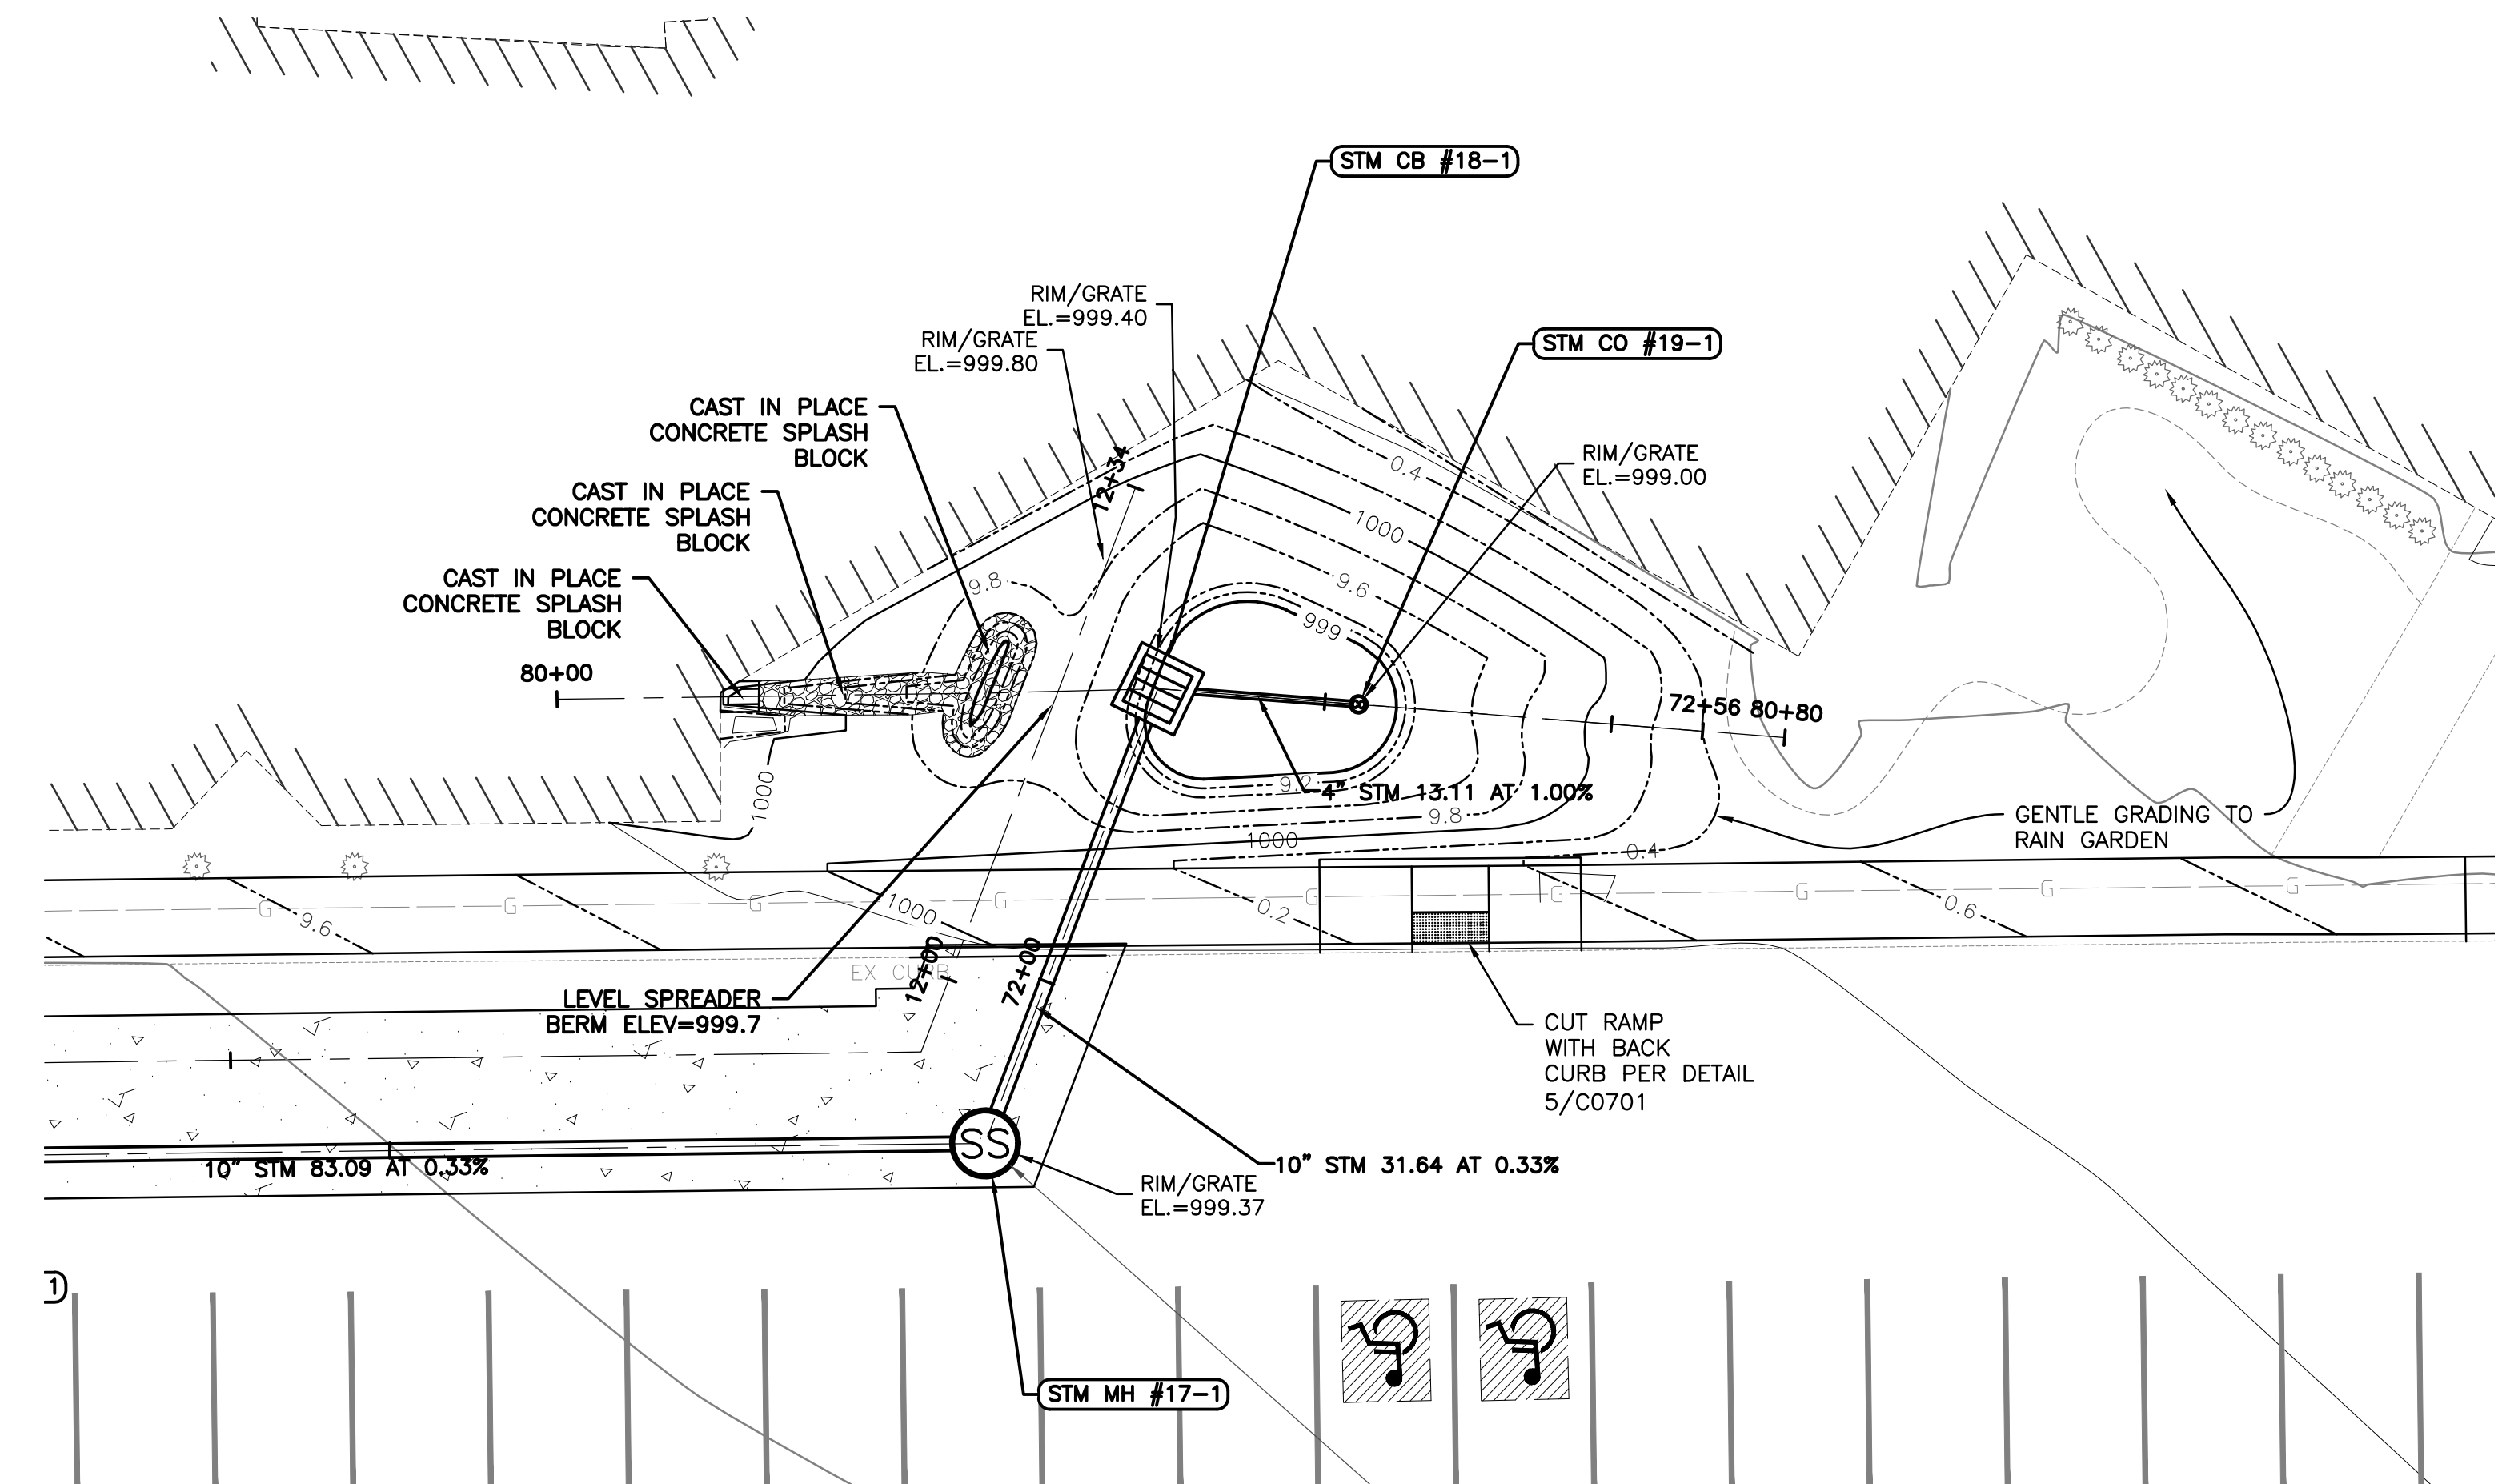 STM CB #18-1
RIM/GRATE
EL.=999.40
RIM/GRATE
EL.=999.80
STM CO #19-1
CAST IN PLACE
CONCRETE SPLASH
BLOCK
RIM/GRATE
EL.=999.00
0.4
72+34
CAST IN PLACE
CONCRETE SPLASH
BLOCK
1000
CAST IN PLACE
CONCRETE SPLASH
BLOCK
9.8
9.6
999
80+00
72+56 80+80
1000
9.2
4" STM 13.11 AT 1.00%
9.8
GENTLE GRADING TO
RAIN GARDEN
1000
0.4
G G G G G G G G G
9.6
1000
0.2
0.6
EX CURB
12+00
72+00
LEVEL SPREADER
BERM ELEV=999.7
CUT RAMP
WITH BACK
CURB PER DETAIL
5/C0701
SS
10" STM 83.09 AT 0.33%
10" STM 31.64 AT 0.33%
RIM/GRATE
EL.=999.37
1
STM MH #17-1